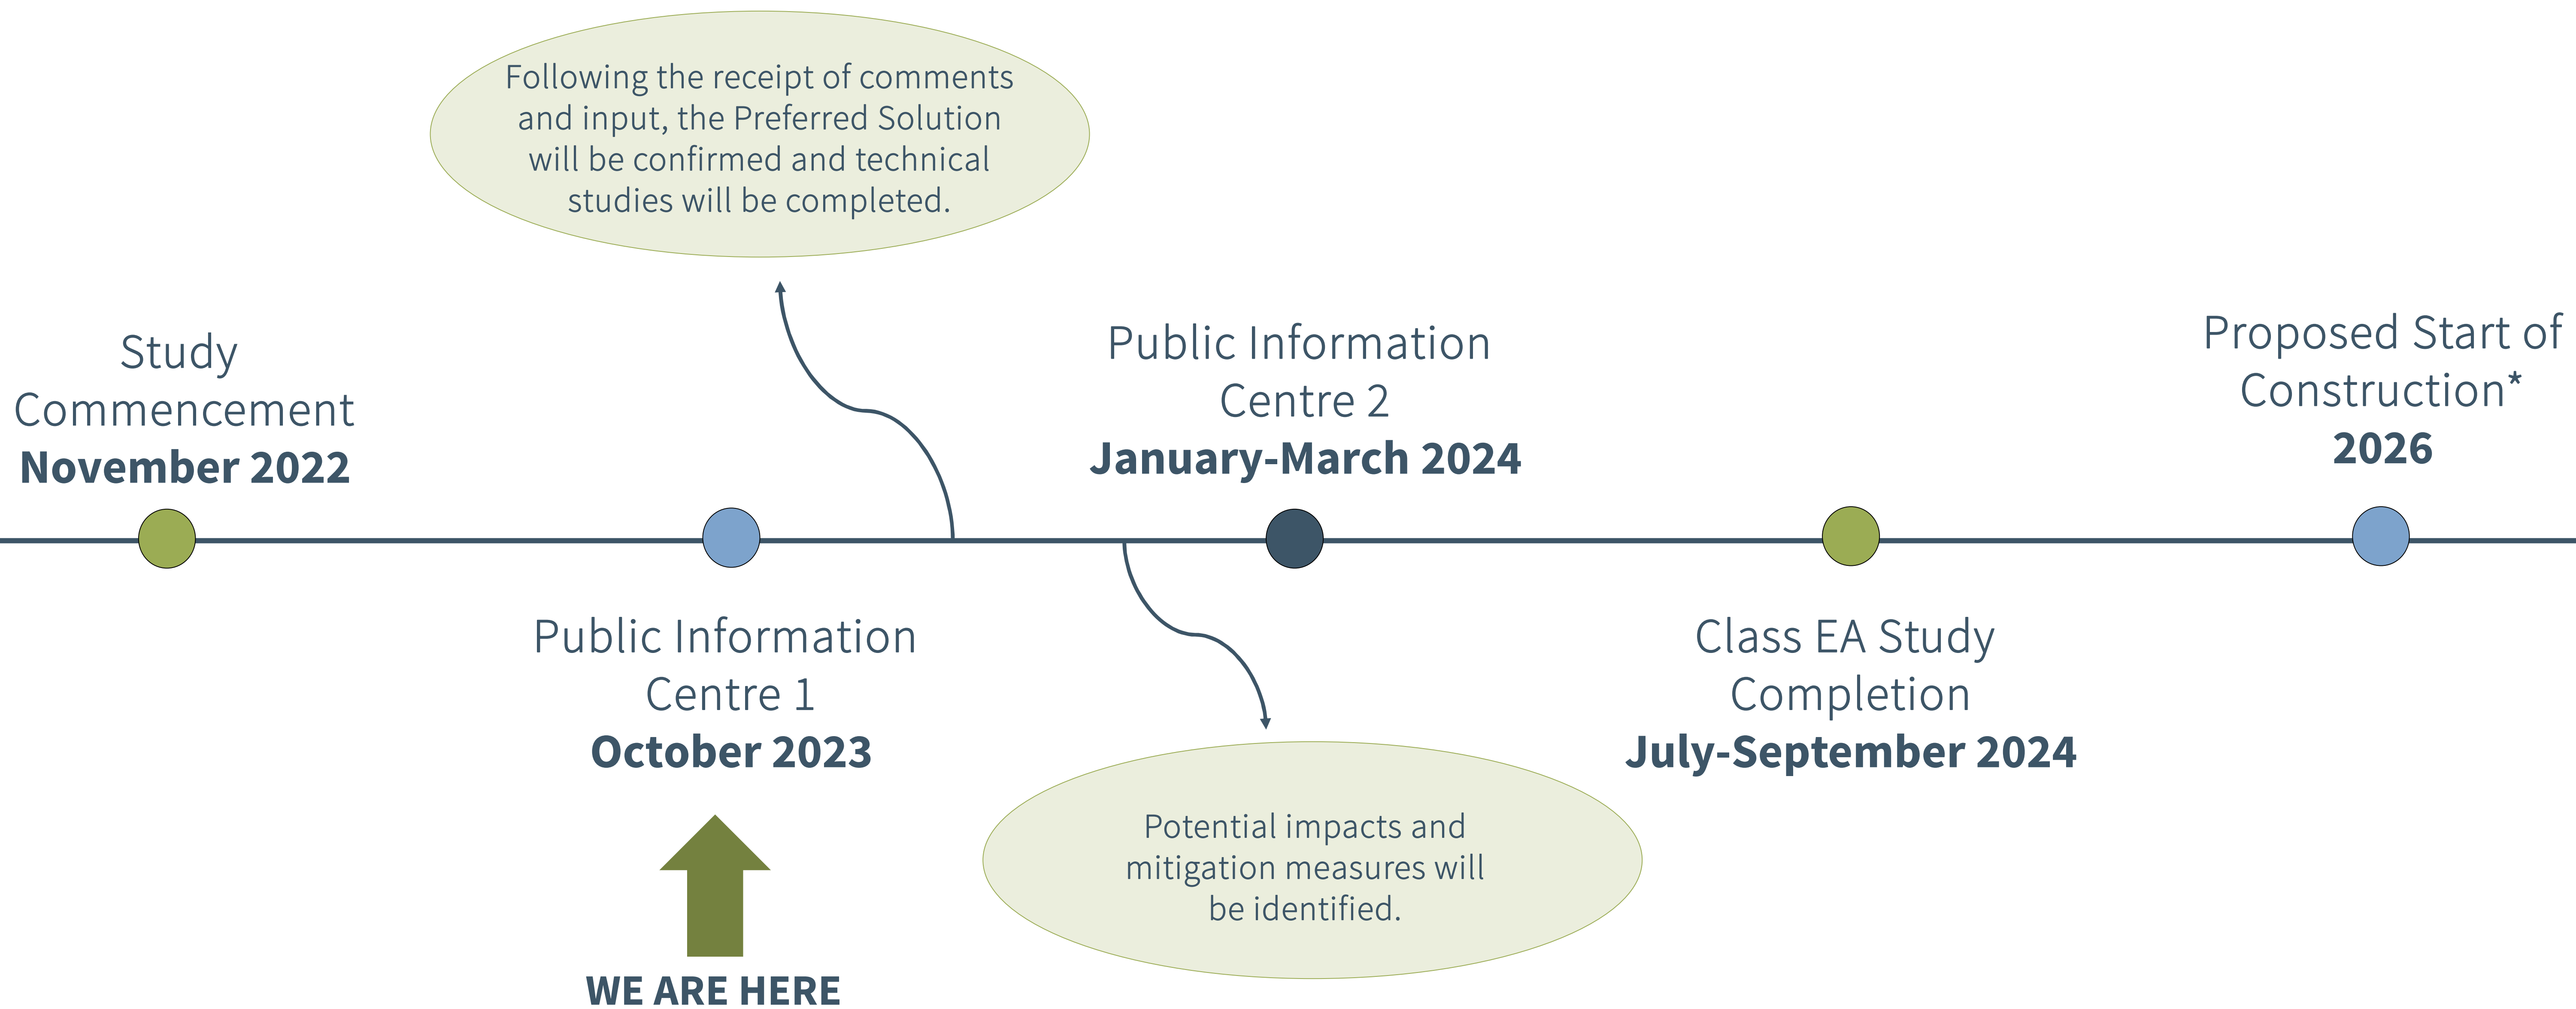 Following the receipt of comments
and input, the Preferred Solution
will be confirmed and technical
studies will be completed.
Study
Commencement
November 2022
Public Information
Centre 2
January-March 2024
Proposed Start of
Construction*
2026
Public Information
Centre 1
October 2023
Class EA Study
Completion
July-September 2024
Potential impacts and
mitigation measures will
be identified.
WE ARE HERE